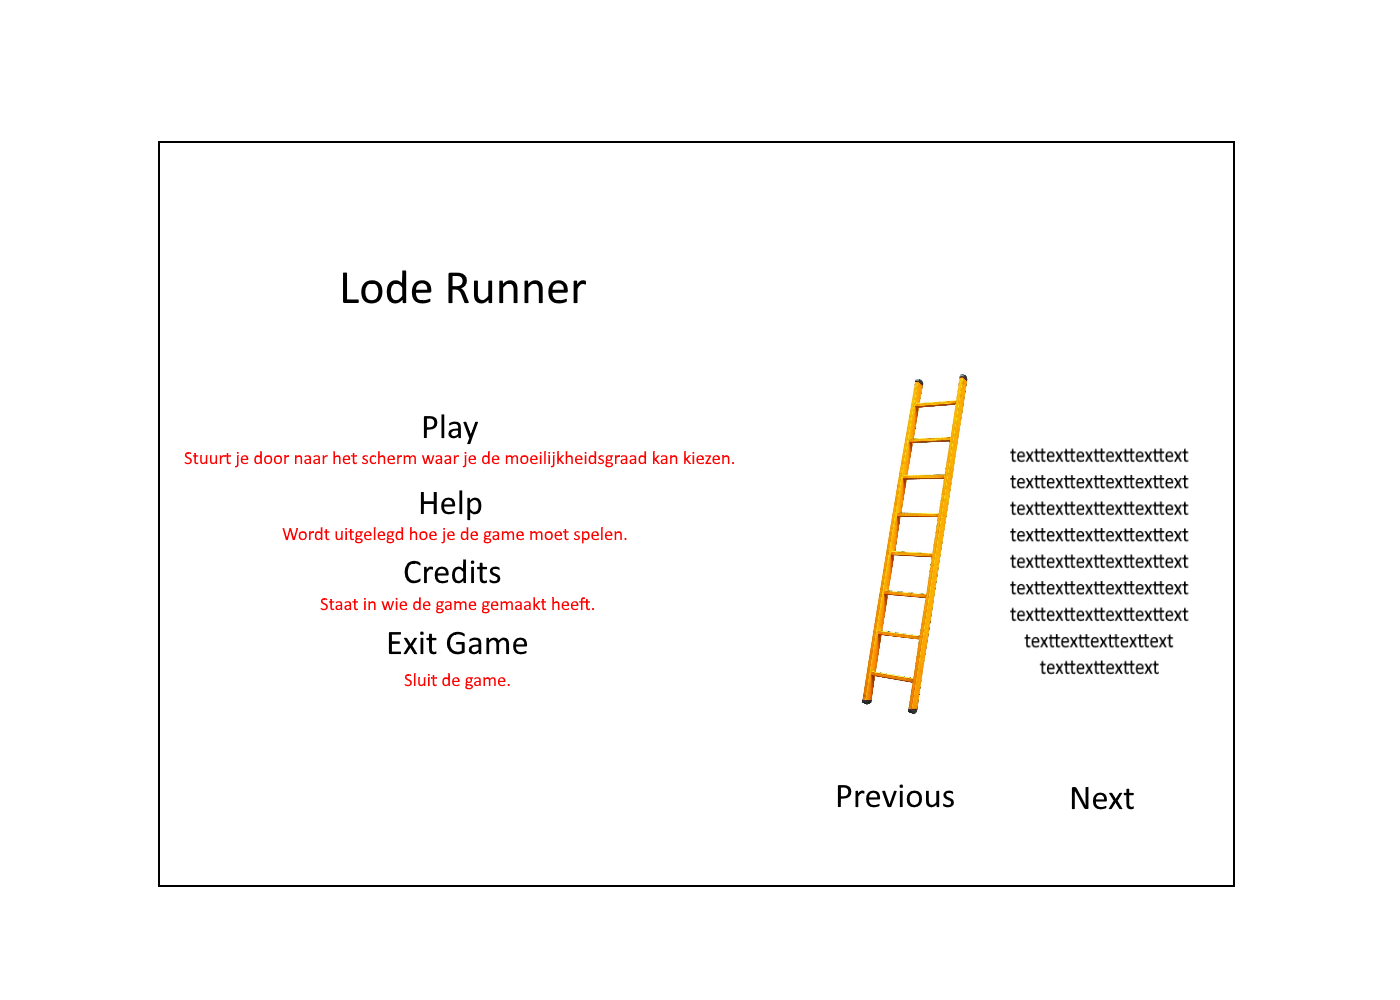 Lode Runner
Play
Stuurt je door naar het scherm waar je de moeilijkheidsgraad kan kiezen.
Help
Wordt uitgelegd hoe je de game moet spelen.
Credits
Staat in wie de game gemaakt heeft.
Exit Game
Sluit de game.
texttexttexttexttexttext
texttexttexttexttexttext
texttexttexttexttexttext
texttexttexttexttexttext
texttexttexttexttexttext
texttexttexttexttexttext
texttexttexttexttexttext
texttexttexttexttext
texttexttexttext
Previous
Next